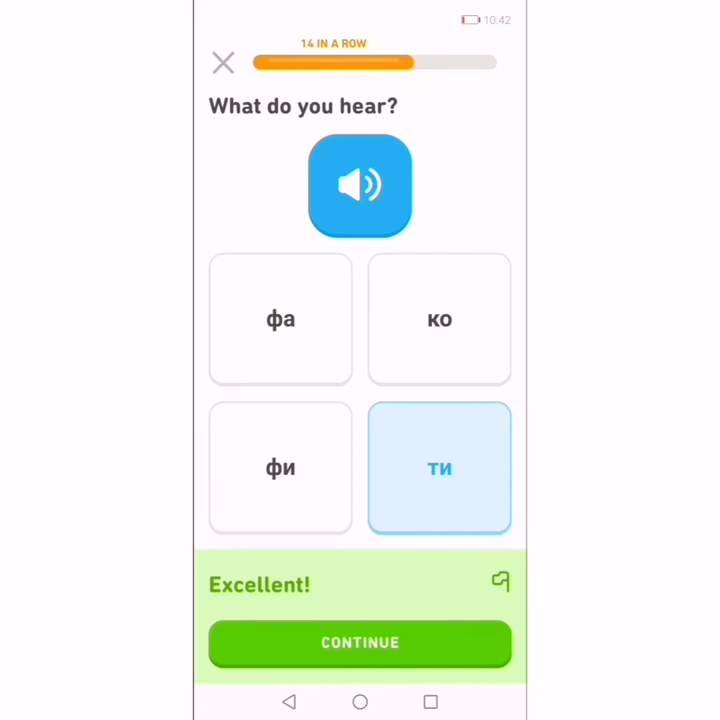 10:42
14 IN A ROW
What do you hear?
фа
ко
фи
ти
Excellent!
CONTINUE